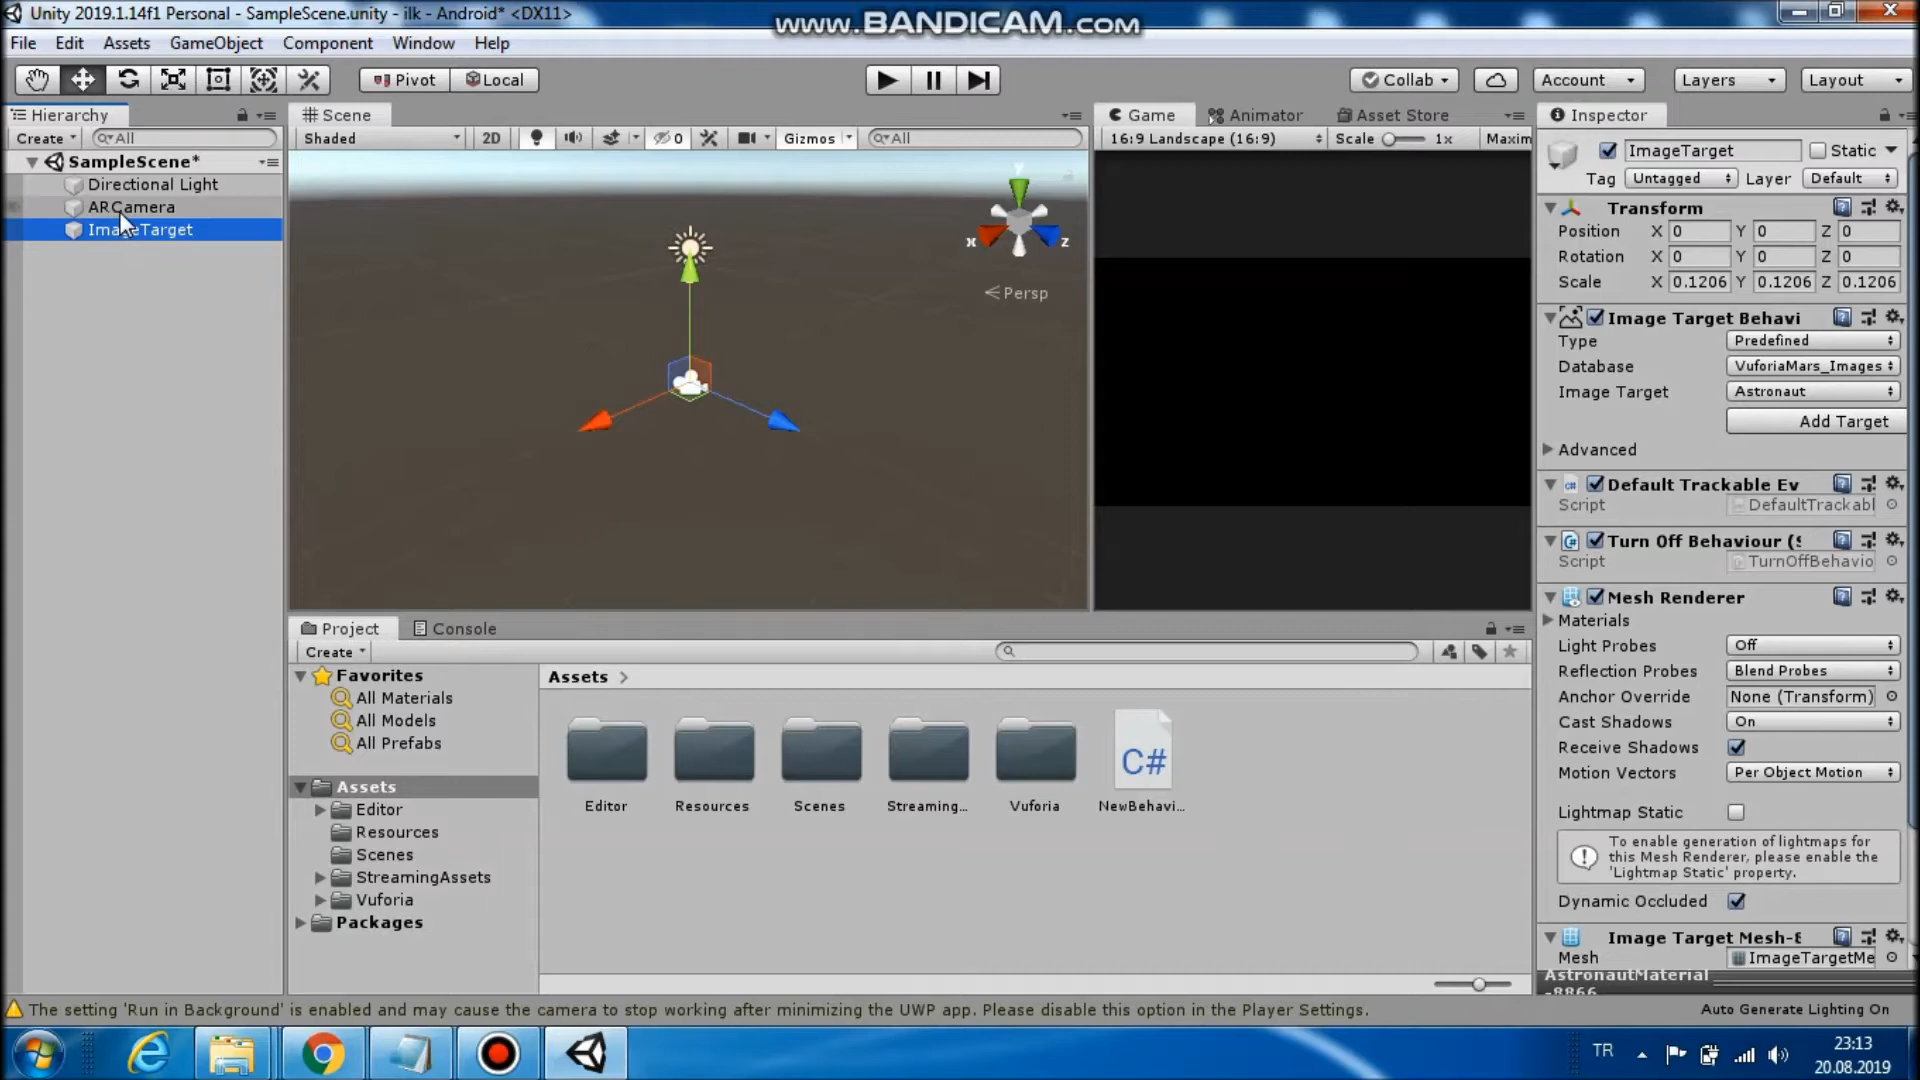 Unity 2019.1.14f1 Personal - SampleScene.unity - ilk - Android* <DX11>
www.BANDICAM.com
File Edit Assets GameObject Component Window Help
Pivot Local Collab Account Layers Layout
Hierarchy Scene Game Animator Asset Store Inspector
Create All Shaded 2D 0 Gizmos All 16:9 Landscape (16:9) Scale 1x Maxim
SampleScene*
Directional Light
ARCamera
ImageTarget
y
x z
Persp
ImageTarget Static
Tag Untagged Layer Default
Transform
Position X 0 Y 0 Z 0
Rotation X 0 Y 0 Z 0
Scale X 0.1206 Y 0.1206 Z 0.1206
Image Target Behavi
Type Predefined
Database VuforiaMars_Images
Image Target Astronaut
Add Target
Advanced
Default Trackable Ev
Script DefaultTrackabl
Turn Off Behaviour (S
Script TurnOffBehavio
Mesh Renderer
Materials
Light Probes Off
Reflection Probes Blend Probes
Anchor Override None (Transform)
Cast Shadows On
Receive Shadows
Motion Vectors Per Object Motion
Lightmap Static
To enable generation of lightmaps for
this Mesh Renderer, please enable the
'Lightmap Static' property.
Dynamic Occluded
Image Target Mesh-8
Mesh ImageTargetMe
AstronautMaterial
-8866
Project Console
Create
Favorites
All Materials
All Models
All Prefabs
Assets
Editor
Resources
Scenes
StreamingAssets
Vuforia
Packages
Assets
Editor Resources Scenes Streaming... Vuforia NewBehavi...
C#
The setting 'Run in Background' is enabled and may cause the camera to stop working after minimizing the UWP app. Please disable this option in the Player Settings.
Auto Generate Lighting On
TR
23:13
20.08.2019